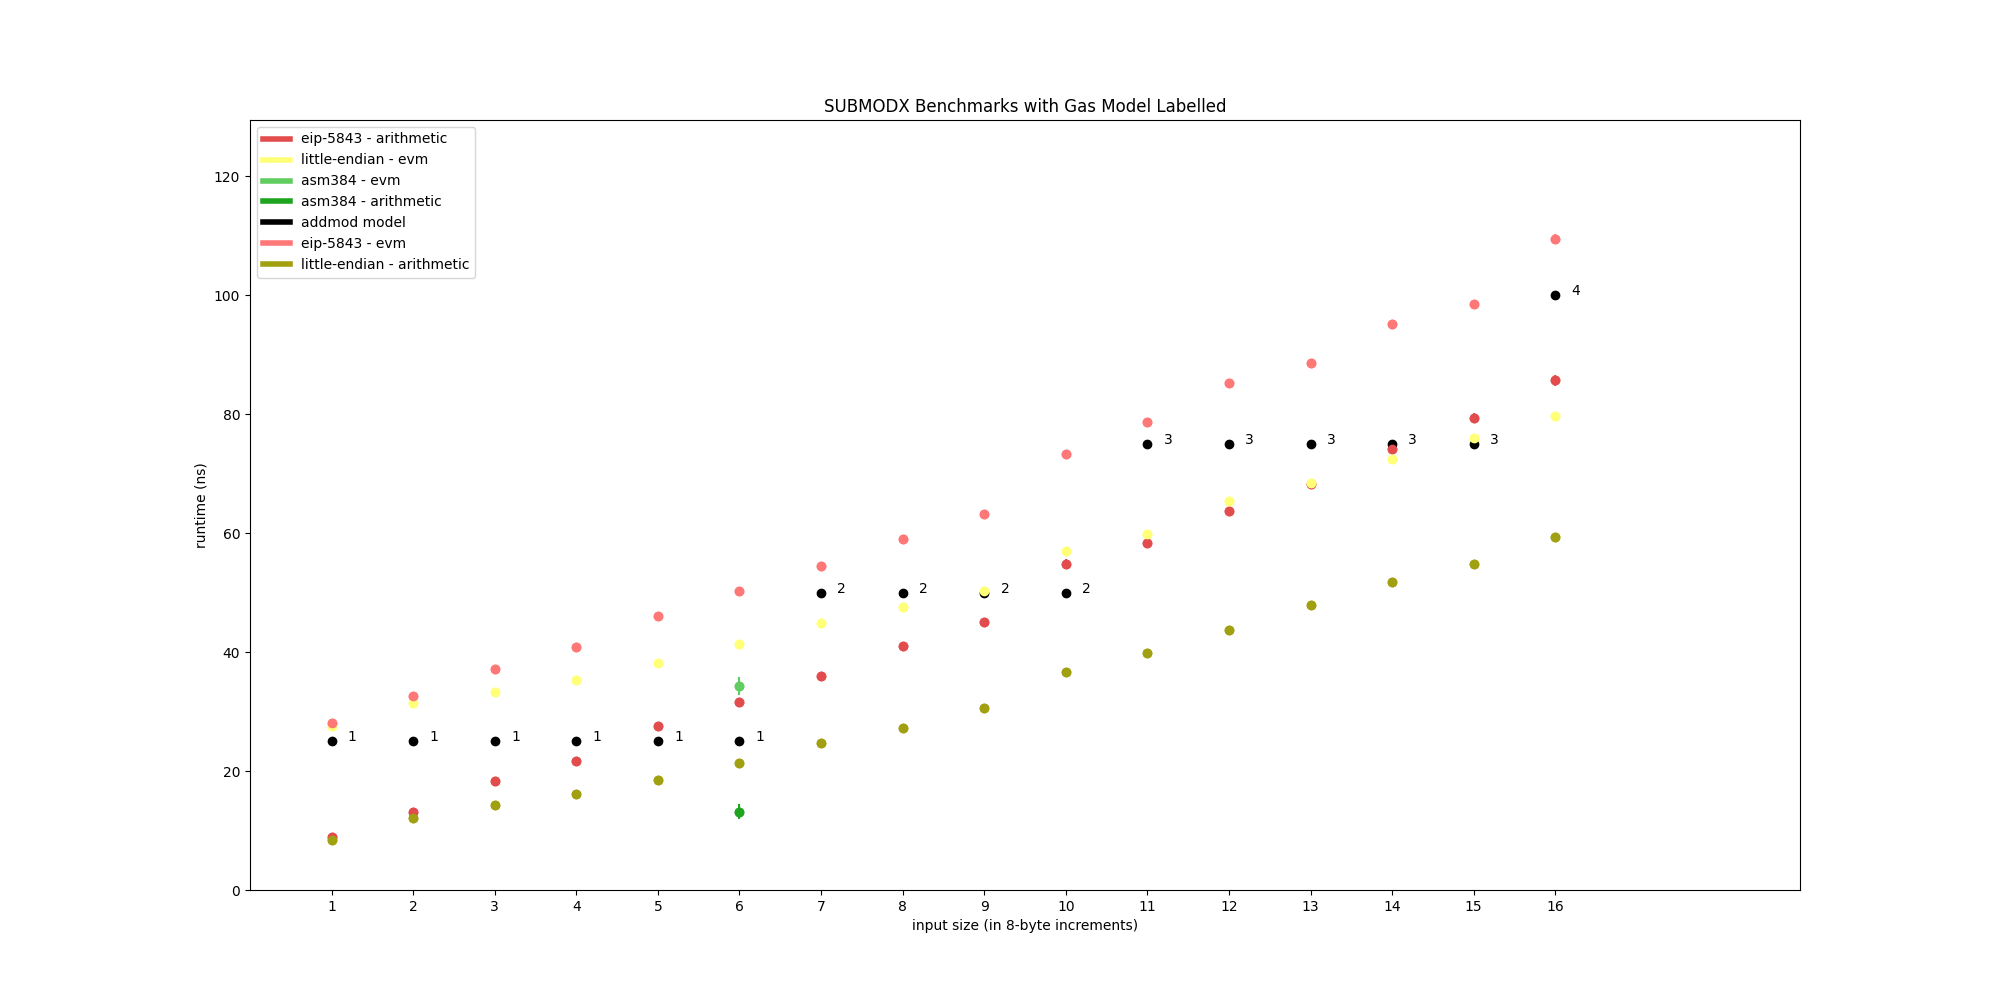 SUBMODX Benchmarks with Gas Model Labelled
eip-5843 - arithmetic
little-endian - evm
asm384 - evm
asm384 - arithmetic
addmod model
eip-5843 - evm
little-endian - arithmetic
120
100
80
60
40
20
0
runtime (ns)
4
3 3 3 3 3
2 2 2 2
1 1 1 1 1 1
1 2 3 4 5 6 7 8 9 10 11 12 13 14 15 16
input size (in 8-byte increments)